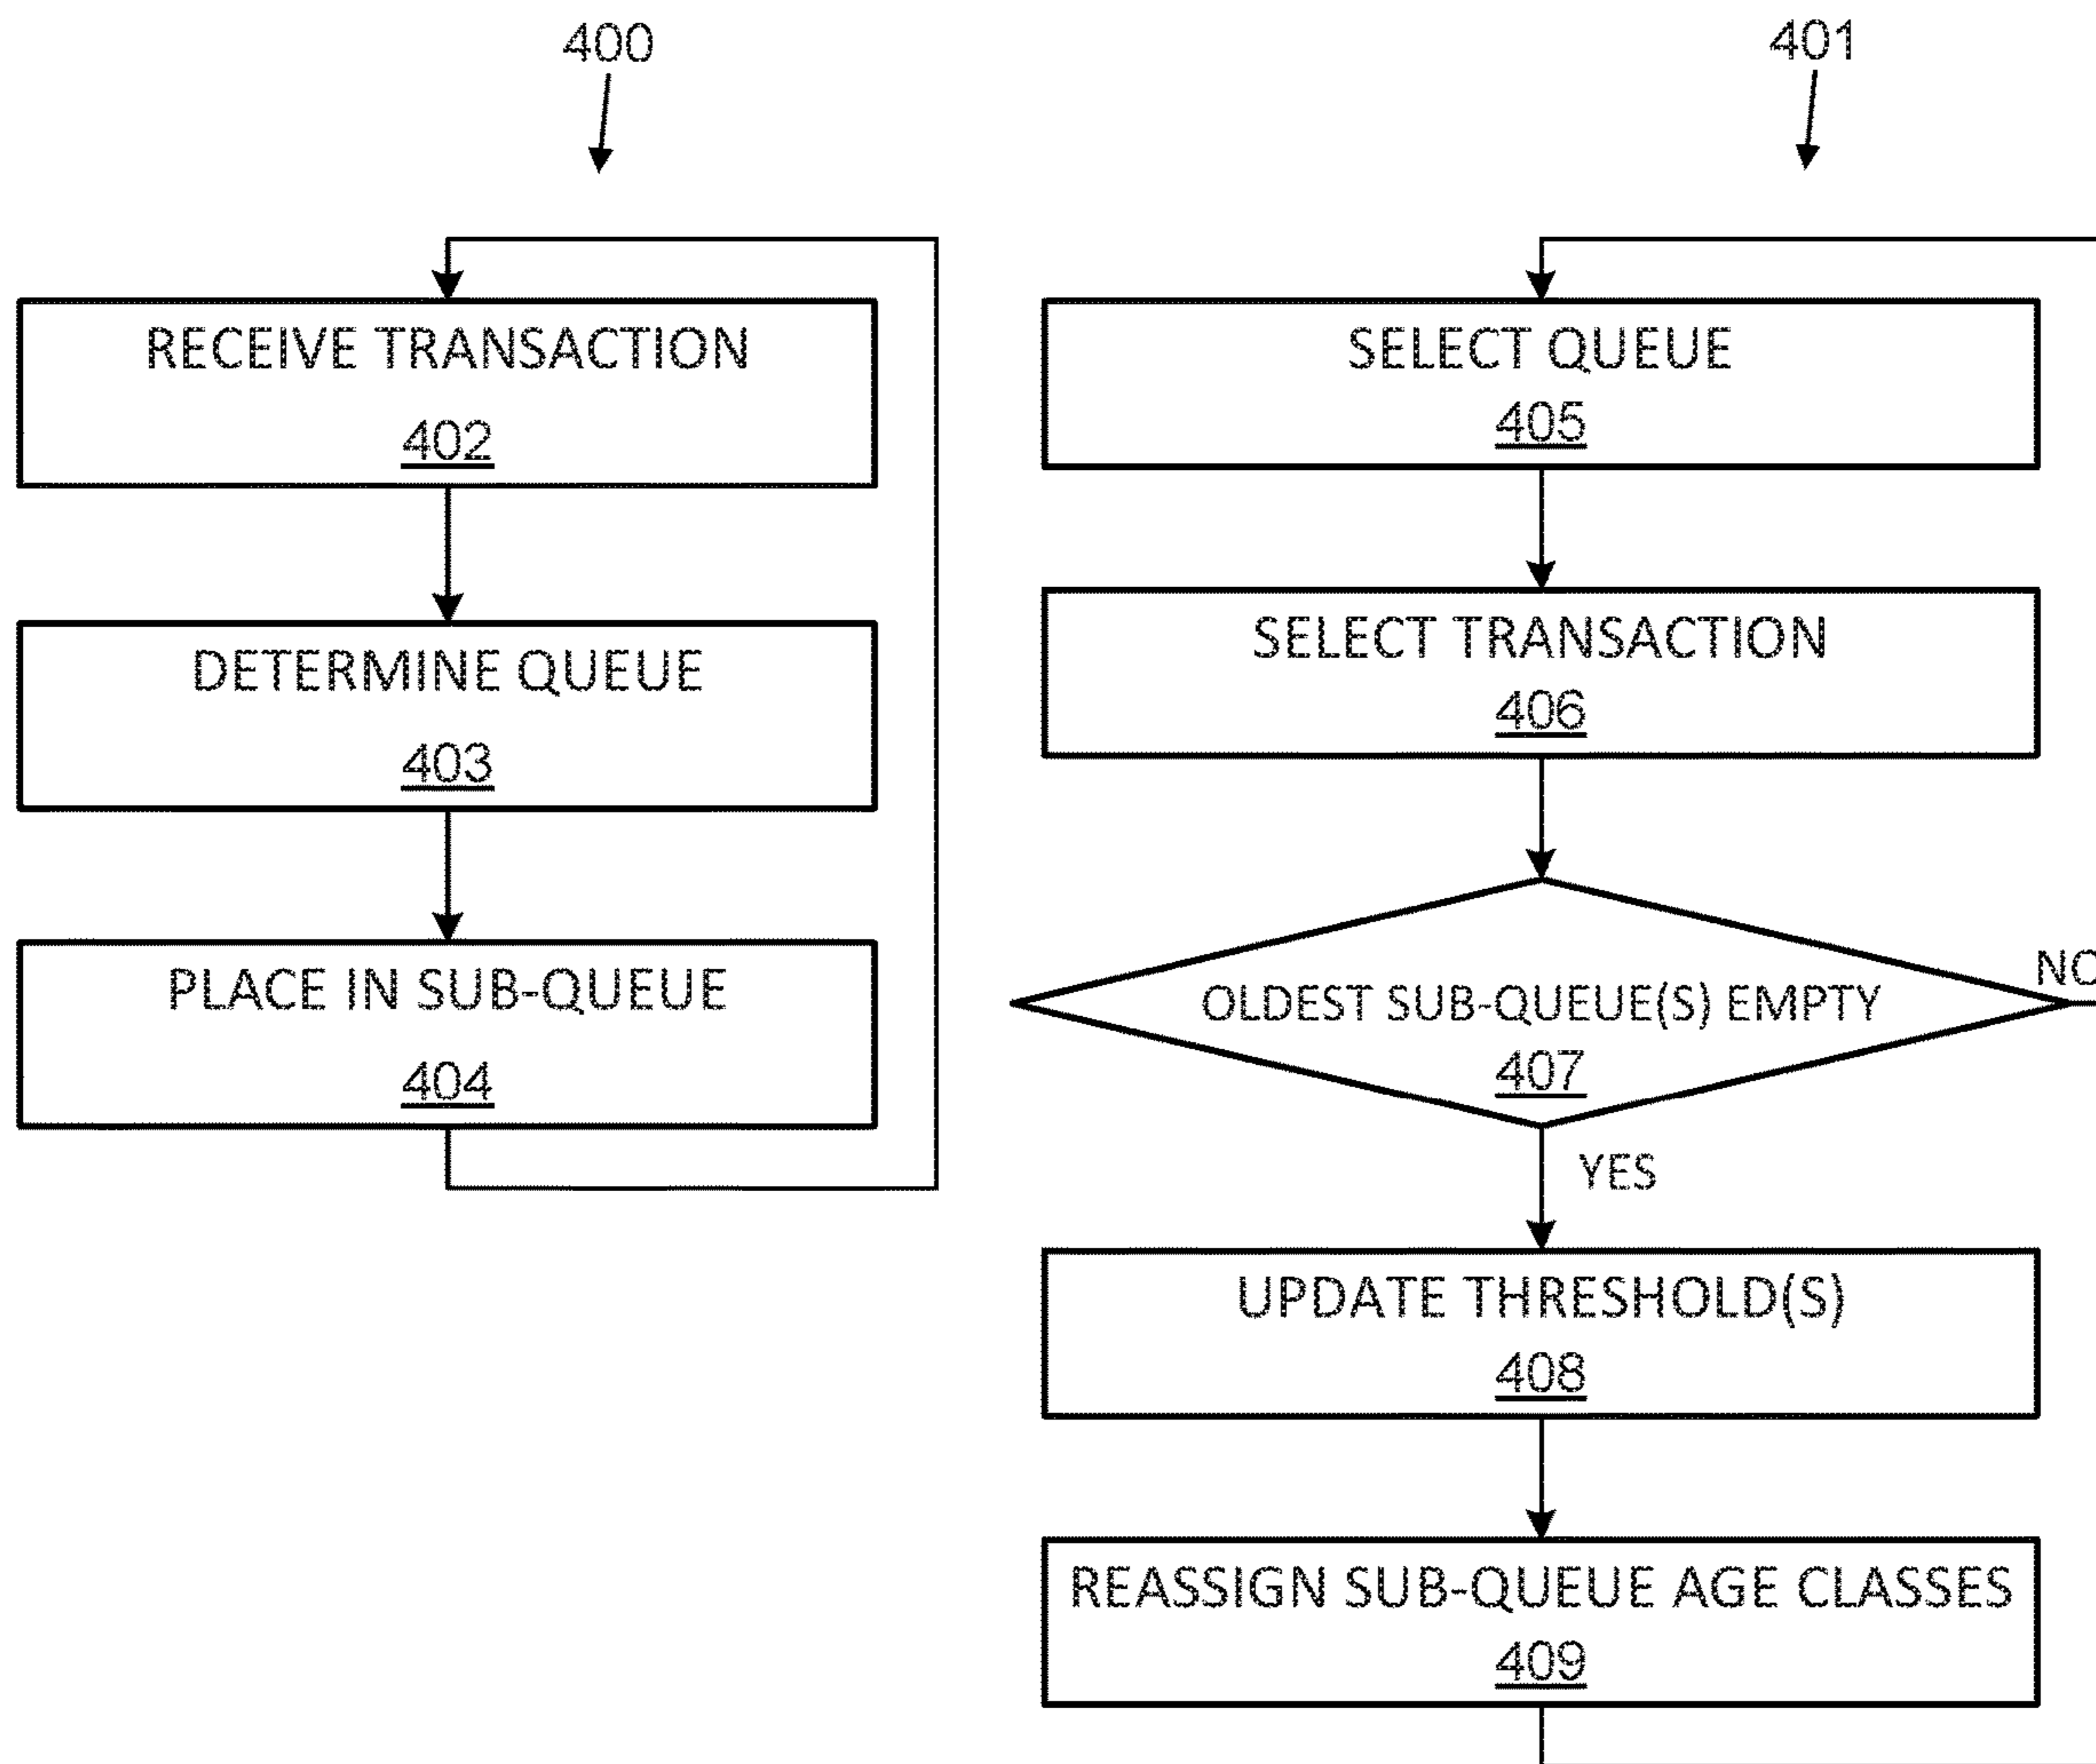 400
RECEIVE TRANSACTION
402
DETERMINE QUEUE
403
PLACE IN SUB-QUEUE
404
401
SELECT QUEUE
405
SELECT TRANSACTION
406
OLDEST SUB-QUEUE(S) EMPTY
407
NO
YES
UPDATE THRESHOLD(S)
408
REASSIGN SUB-QUEUE AGE CLASSES
409